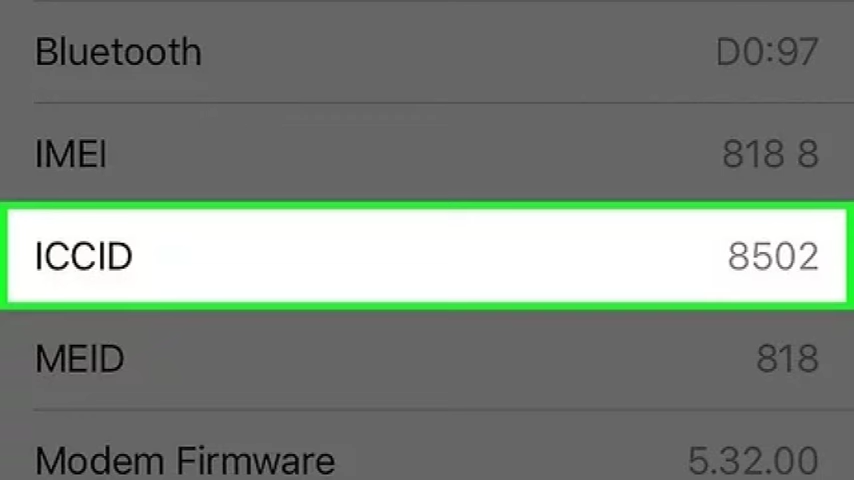 Bluetooth D0:97
IMEI 818 8
ICCID 8502
MEID 818
Modem Firmware 5.32.00